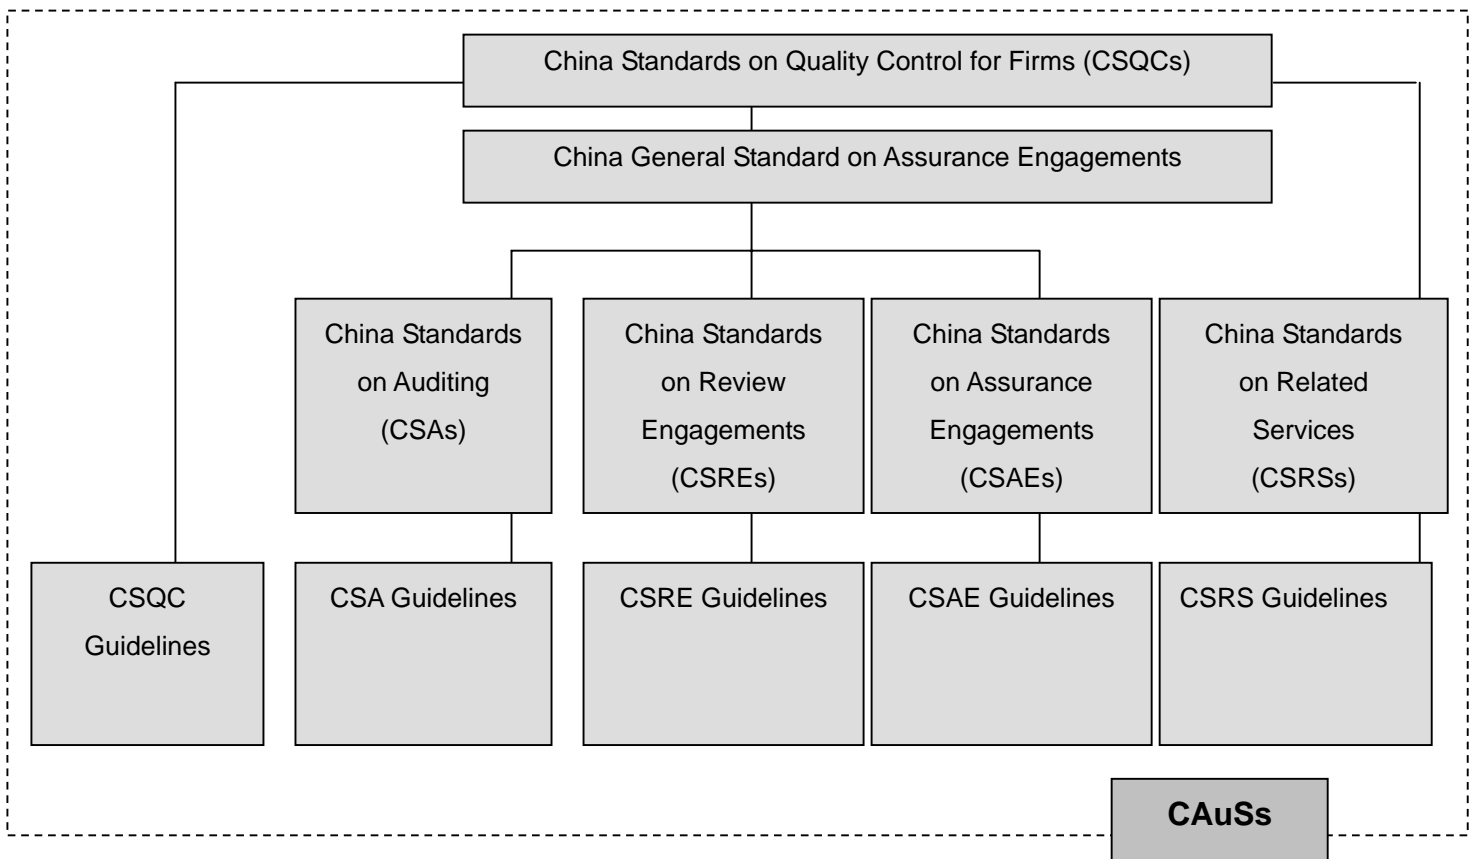 China Standards on Quality Control for Firms (CSQCs)
China General Standard on Assurance Engagements
China Standards
on Auditing
(CSAs)
China Standards
on Review
Engagements
(CSREs)
China Standards
on Assurance
Engagements
(CSAEs)
China Standards
on Related
Services
(CSRSs)
CSQC
Guidelines
CSA Guidelines
CSRE Guidelines
CSAE Guidelines
CSRS Guidelines
CAuSs